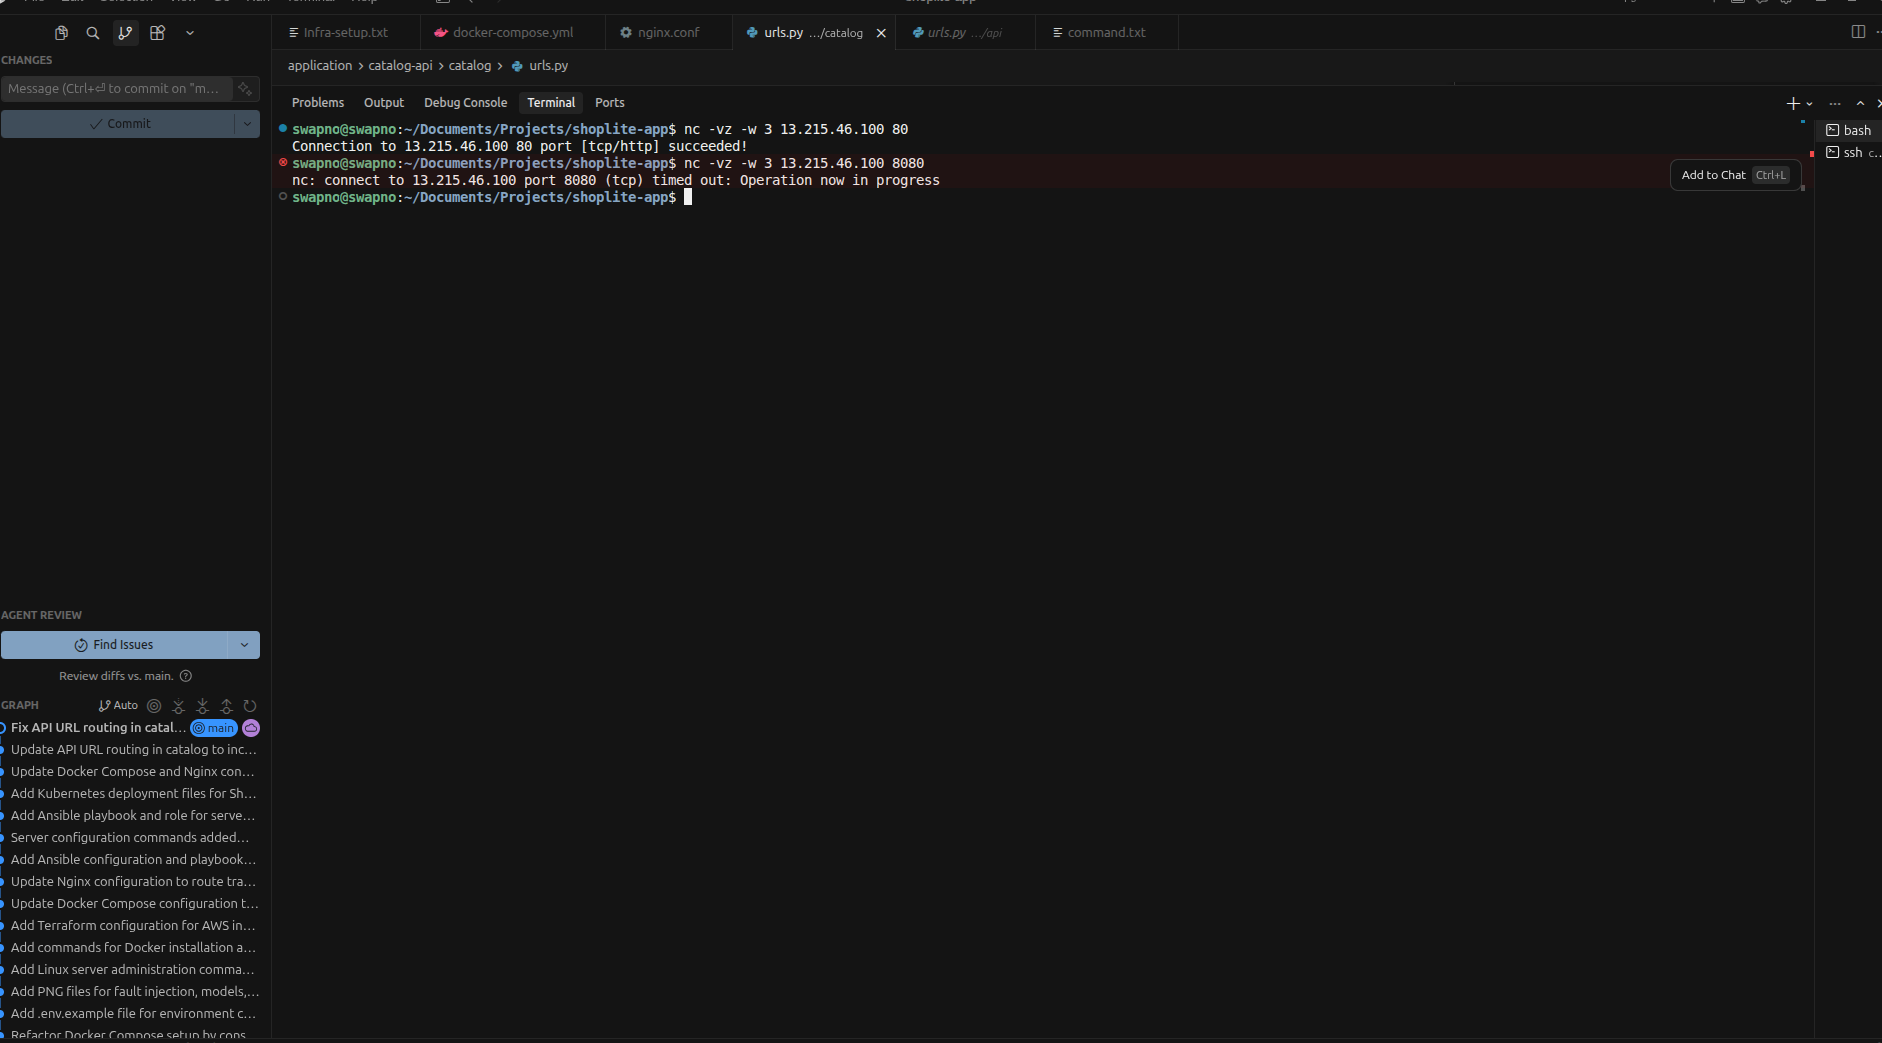 shoplite-app
CHANGES
Message (Ctrl+⏎ to commit on "m...
Commit
Infra-setup.txt
docker-compose.yml
nginx.conf
urls.py .../catalog
urls.py .../api
command.txt
application > catalog-api > catalog > urls.py
Problems
Output
Debug Console
Terminal
Ports
swapno@swapno:~/Documents/Projects/shoplite-app$ nc -vz -w 3 13.215.46.100 80
Connection to 13.215.46.100 80 port [tcp/http] succeeded!
swapno@swapno:~/Documents/Projects/shoplite-app$ nc -vz -w 3 13.215.46.100 8080
nc: connect to 13.215.46.100 port 8080 (tcp) timed out: Operation now in progress
swapno@swapno:~/Documents/Projects/shoplite-app$
Add to Chat Ctrl+L
bash
ssh c...
AGENT REVIEW
Find Issues
Review diffs vs. main.
GRAPH
Auto
Fix API URL routing in catal... main
Update API URL routing in catalog to inc...
Update Docker Compose and Nginx con...
Add Kubernetes deployment files for Sh...
Add Ansible playbook and role for serve...
Server configuration commands added...
Add Ansible configuration and playbook...
Update Nginx configuration to route tra...
Update Docker Compose configuration t...
Add Terraform configuration for AWS in...
Add commands for Docker installation a...
Add Linux server administration comma...
Add PNG files for fault injection, models,...
Add .env.example file for environment c...
Refactor Docker Compose setup by cons...